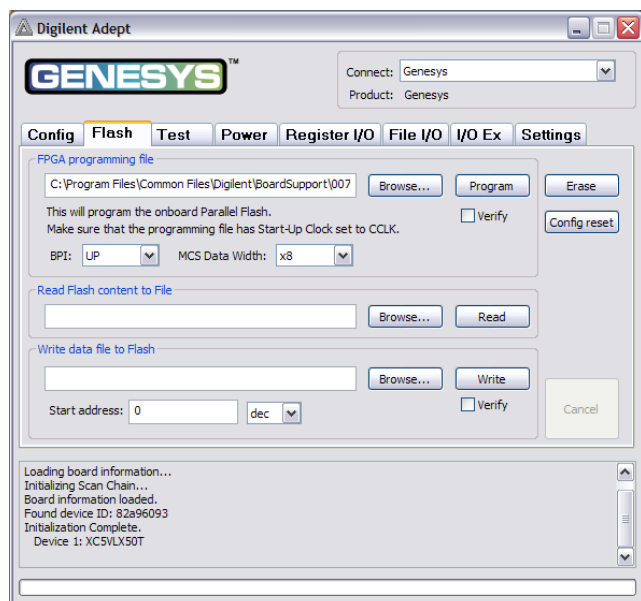 Digilent Adept
GENESYS™
Connect: Genesys
Product: Genesys
Config Flash Test Power Register I/O File I/O I/O Ex Settings
FPGA programming file
C:\Program Files\Common Files\Digilent\BoardSupport\007 Browse... Program Erase
This will program the onboard Parallel Flash. Verify
Make sure that the programming file has Start-Up Clock set to CCLK. Config reset
BPI: UP MCS Data Width: x8
Read Flash content to File
Browse... Read
Write data file to Flash
Browse... Write
Start address: 0 dec Verify Cancel
Loading board information...
Initializing Scan Chain...
Board information loaded.
Found device ID: 82a96093
Initialization Complete.
Device 1: XC5VLX50T